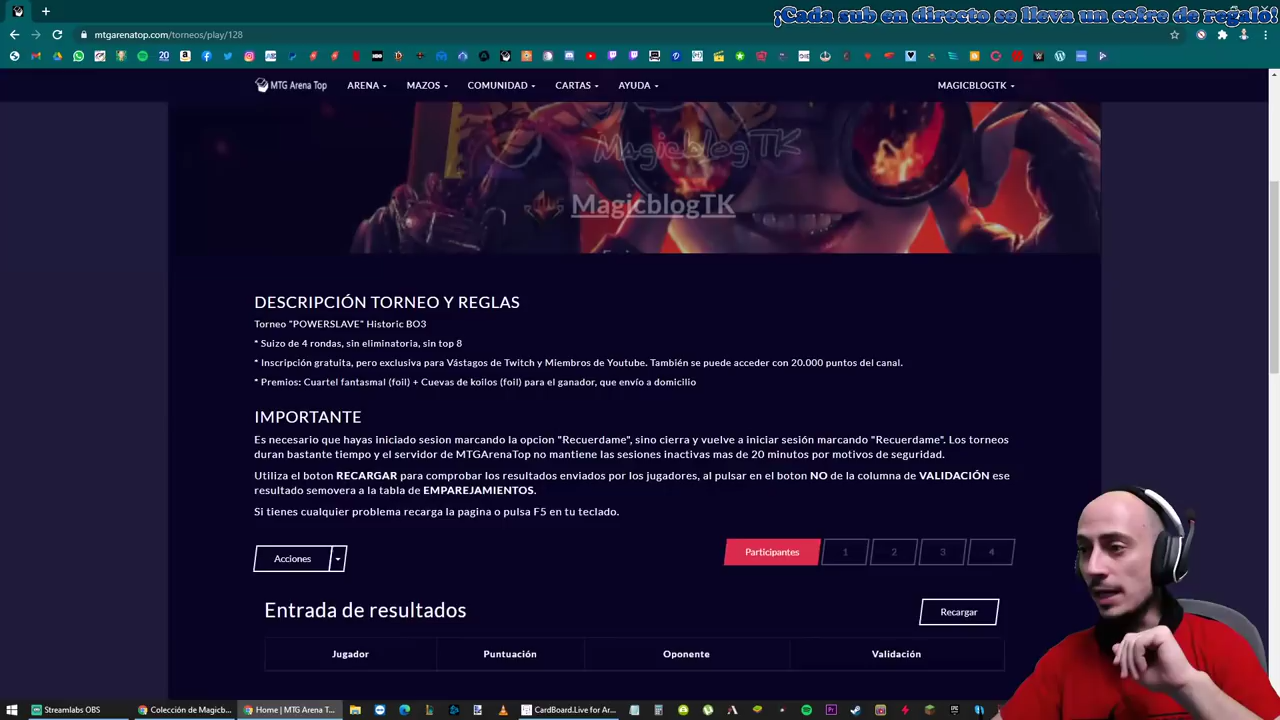 ¡Cada sub en directo se lleva un cofre de regalo!
mtgarenatop.com/torneos/play/128
MTG Arena Top ARENA MAZOS COMUNIDAD CARTAS AYUDA MAGICBLOGTK
MagicblogTK
MagicblogTK
DESCRIPCIÓN TORNEO Y REGLAS
Torneo "POWERSLAVE" Historic BO3
* Suizo de 4 rondas, sin eliminatoria, sin top 8
* Inscripción gratuita, pero exclusiva para Vástagos de Twitch y Miembros de Youtube. También se puede acceder con 20.000 puntos del canal.
* Premios: Cuartel fantasmal (foil) + Cuevas de koilos (foil) para el ganador, que envío a domicilio
IMPORTANTE
Es necesario que hayas iniciado sesion marcando la opcion "Recuerdame", sino cierra y vuelve a iniciar sesión marcando "Recuerdame". Los torneos
duran bastante tiempo y el servidor de MTGArenaTop no mantiene las sesiones inactivas mas de 20 minutos por motivos de seguridad.
Utiliza el boton RECARGAR para comprobar los resultados enviados por los jugadores, al pulsar en el boton NO de la columna de VALIDACIÓN ese
resultado semovera a la tabla de EMPAREJAMIENTOS.
Si tienes cualquier problema recarga la pagina o pulsa F5 en tu teclado.
Acciones Participantes 1 2 3 4
Entrada de resultados Recargar
Jugador Puntuación Oponente Validación
Streamlabs OBS Colección de Magicb... Home | MTG Arena T... CardBoard.Live for Ar...